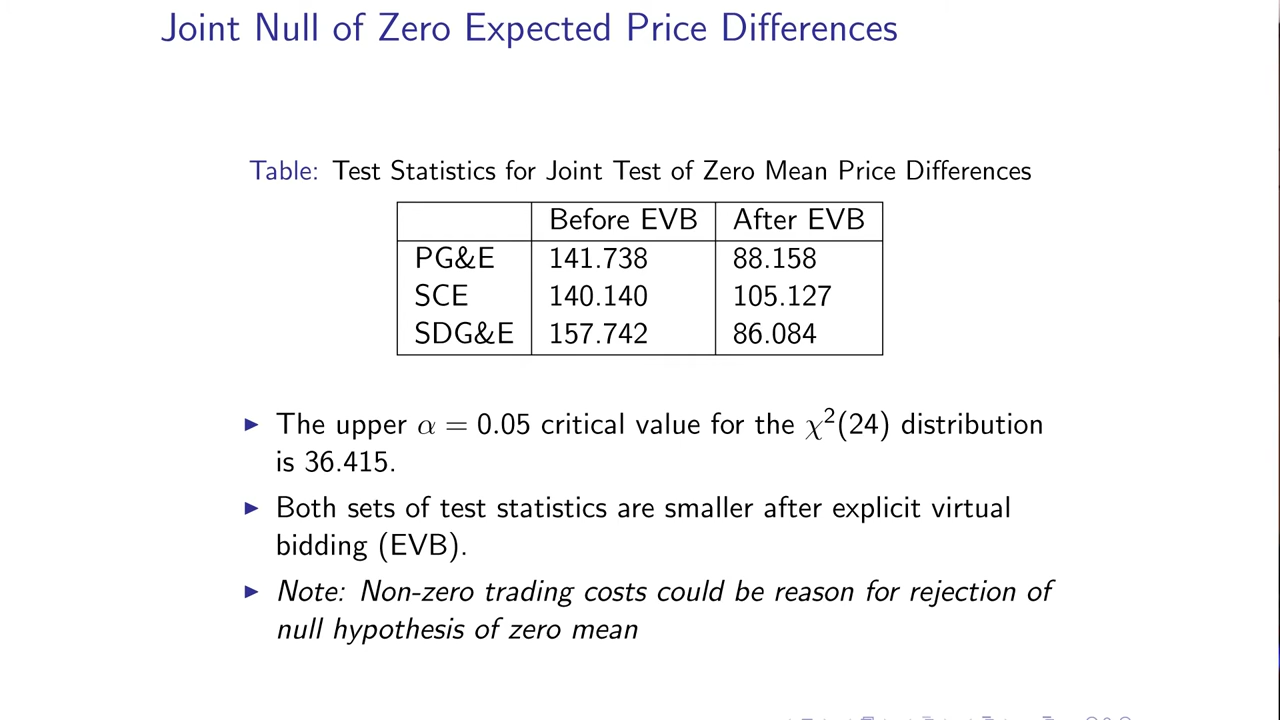 Joint Null of Zero Expected Price Differences
Table: Test Statistics for Joint Test of Zero Mean Price Differences
Before EVB After EVB
PG&E 141.738 88.158
SCE 140.140 105.127
SDG&E 157.742 86.084
▶ The upper α = 0.05 critical value for the χ²(24) distribution
is 36.415.
▶ Both sets of test statistics are smaller after explicit virtual
bidding (EVB).
▶ Note: Non-zero trading costs could be reason for rejection of
null hypothesis of zero mean